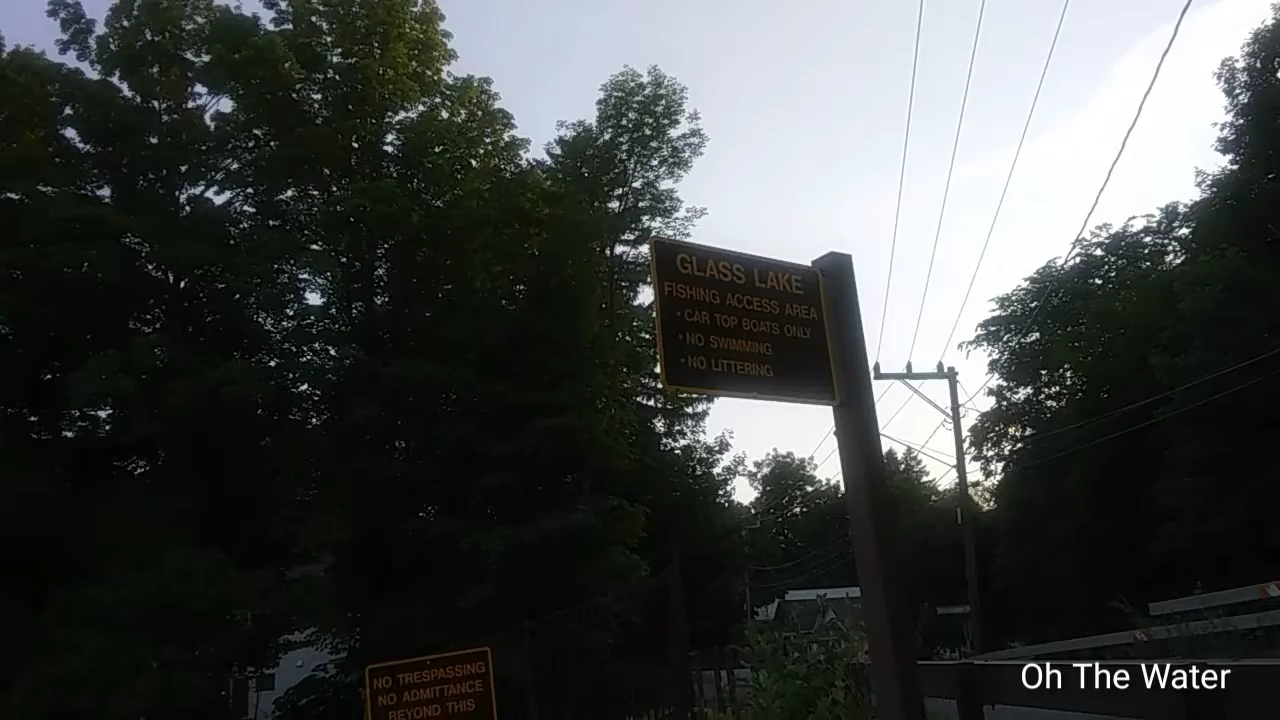 GLASS LAKE
FISHING ACCESS AREA
• CAR TOP BOATS ONLY
• NO SWIMMING
• NO LITTERING
NO TRESPASSING
NO ADMITTANCE
BEYOND THIS
Oh The Water